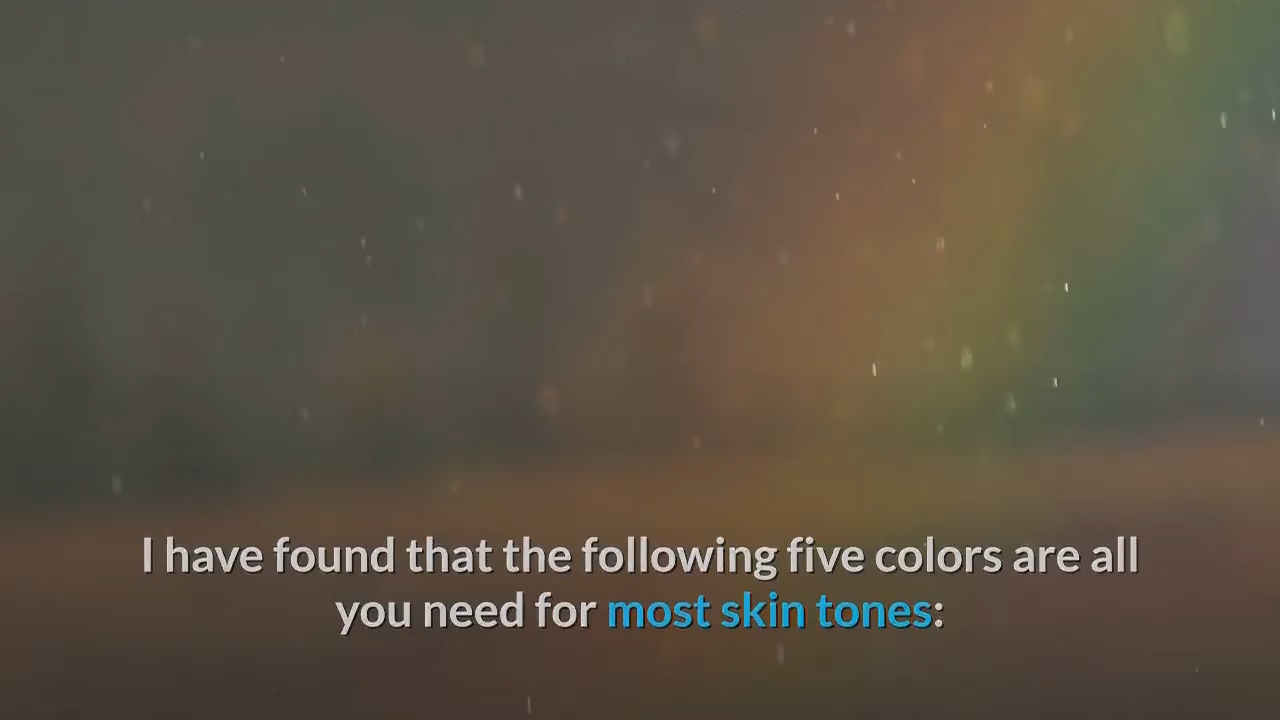 I have found that the following five colors are all
you need for most skin tones: